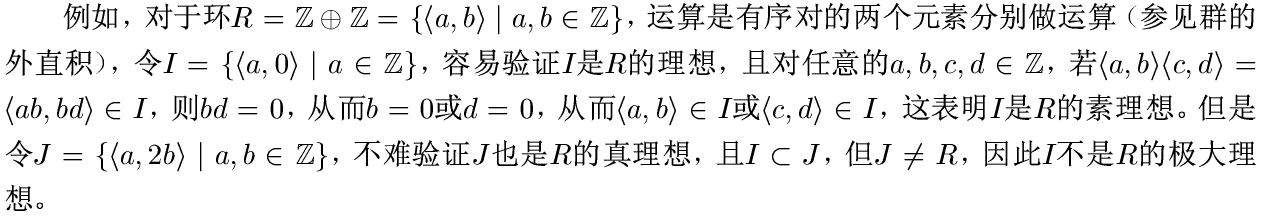 例如，对于环R = ℤ ⊕ ℤ = {⟨a, b⟩ | a, b ∈ ℤ}，运算是有序对的两个元素分别做运算（参见群的
外直积），令I = {⟨a, 0⟩ | a ∈ ℤ}，容易验证I是R的理想，且对任意的a, b, c, d ∈ ℤ，若⟨a, b⟩⟨c, d⟩ =
⟨ab, bd⟩ ∈ I，则bd = 0，从而b = 0或d = 0，从而⟨a, b⟩ ∈ I或⟨c, d⟩ ∈ I，这表明I是R的素理想。但是
令J = {⟨a, 2b⟩ | a, b ∈ ℤ}，不难验证J也是R的真理想，且I ⊂ J，但J ≠ R，因此I不是R的极大理
想。